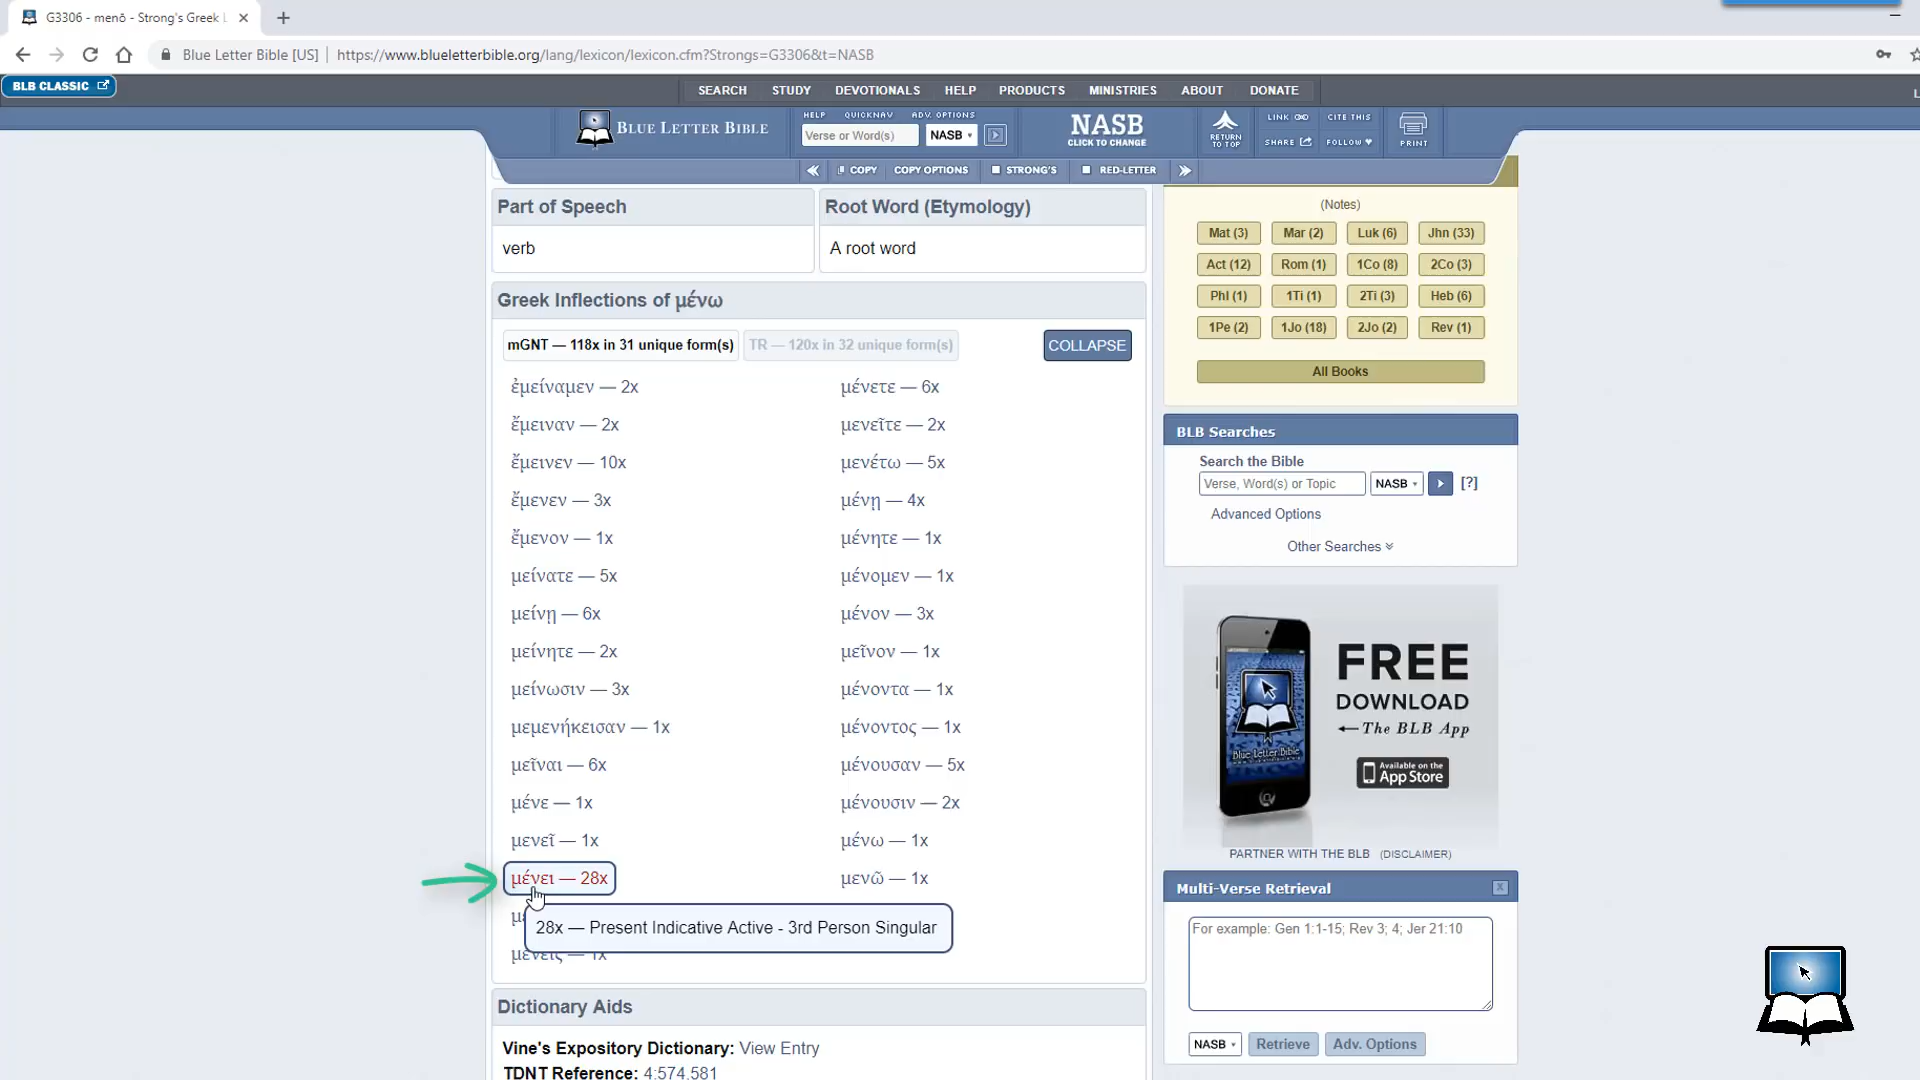 G3306 - menō - Strong's Greek L
Blue Letter Bible [US] | https://www.blueletterbible.org/lang/lexicon/lexicon.cfm?Strongs=G3306&t=NASB
BLB CLASSIC
SEARCH STUDY DEVOTIONALS HELP PRODUCTS MINISTRIES ABOUT DONATE
BLUE LETTER BIBLE
HELP QUICKNAV ADV. OPTIONS
Verse or Word(s) NASB
NASB
CLICK TO CHANGE
RETURN TO TOP
LINK CITE THIS
SHARE FOLLOW
PRINT
COPY COPY OPTIONS STRONG'S RED-LETTER
Part of Speech
verb
Root Word (Etymology)
A root word
Greek Inflections of μένω
mGNT — 118x in 31 unique form(s) TR — 120x in 32 unique form(s) COLLAPSE
ἐμείναμεν — 2x
ἔμειναν — 2x
ἔμεινεν — 10x
ἔμενεν — 3x
ἔμενον — 1x
μείνατε — 5x
μείνῃ — 6x
μείνητε — 2x
μείνωσιν — 3x
μεμενήκεισαν — 1x
μεῖναι — 6x
μένε — 1x
μενεῖ — 1x
μένει — 28x
28x — Present Indicative Active - 3rd Person Singular
μένεις — 1x
μένετε — 6x
μενεῖτε — 2x
μενέτω — 5x
μένῃ — 4x
μένητε — 1x
μένομεν — 1x
μένον — 3x
μεῖνον — 1x
μένοντα — 1x
μένοντος — 1x
μένουσαν — 5x
μένουσιν — 2x
μένω — 1x
μενῶ — 1x
Dictionary Aids
Vine's Expository Dictionary: View Entry
TDNT Reference: 4:574,581
(Notes)
Mat (3) Mar (2) Luk (6) Jhn (33)
Act (12) Rom (1) 1Co (8) 2Co (3)
Phl (1) 1Ti (1) 2Ti (3) Heb (6)
1Pe (2) 1Jo (18) 2Jo (2) Rev (1)
All Books
BLB Searches
Search the Bible
Verse, Word(s) or Topic NASB [?]
Advanced Options
Other Searches
FREE
DOWNLOAD
The BLB App
Available on the
App Store
Blue Letter Bible
PARTNER WITH THE BLB (DISCLAIMER)
Multi-Verse Retrieval x
For example: Gen 1:1-15; Rev 3; 4; Jer 21:10
NASB Retrieve Adv. Options